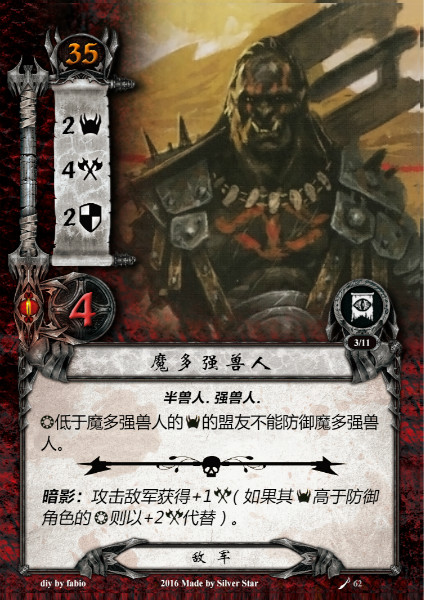 35
2
4
2
4
3/11
魔多强兽人
半兽人. 强兽人.
低于魔多强兽人的的盟友不能防御魔多强兽
人。
暗影：攻击敌军获得+1（如果其高于防御
角色的则以+2代替）。
敌军
diy by fabio 2016 Made by Silver Star 62